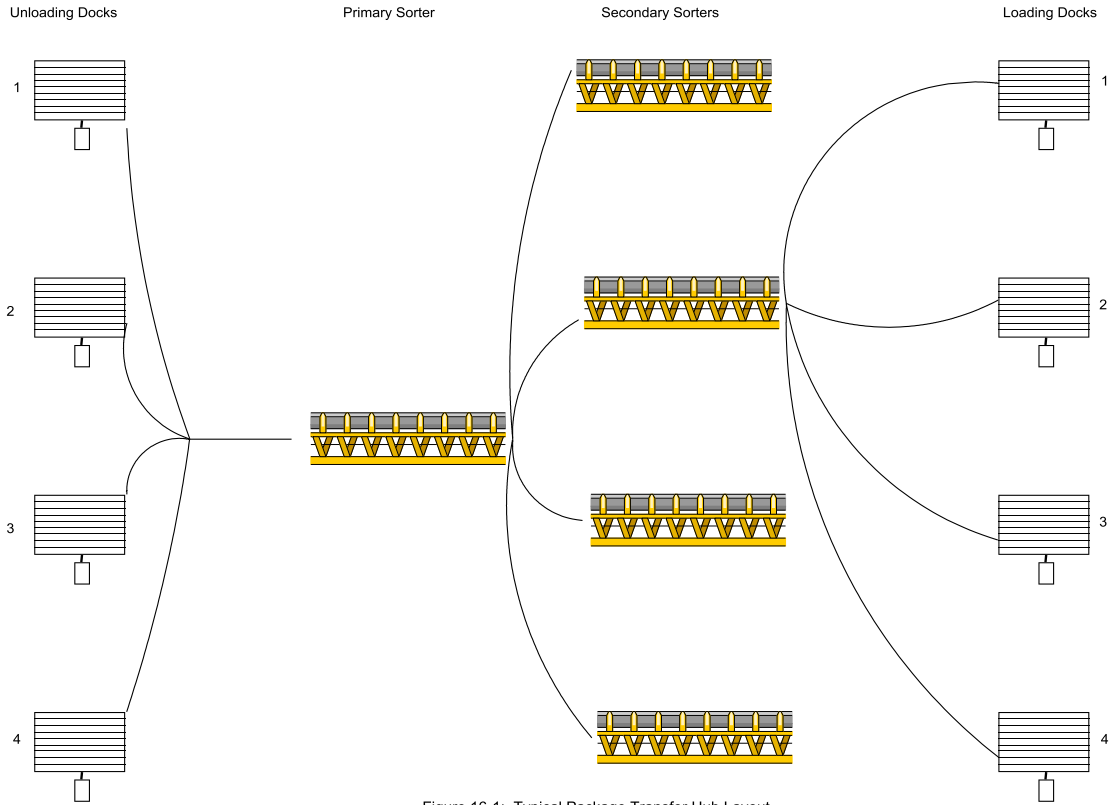 Unloading Docks Primary Sorter Secondary Sorters Loading Docks
1 1
2 2
3 3
4 4
Figure 16-1: Typical Package Transfer Hub Layout